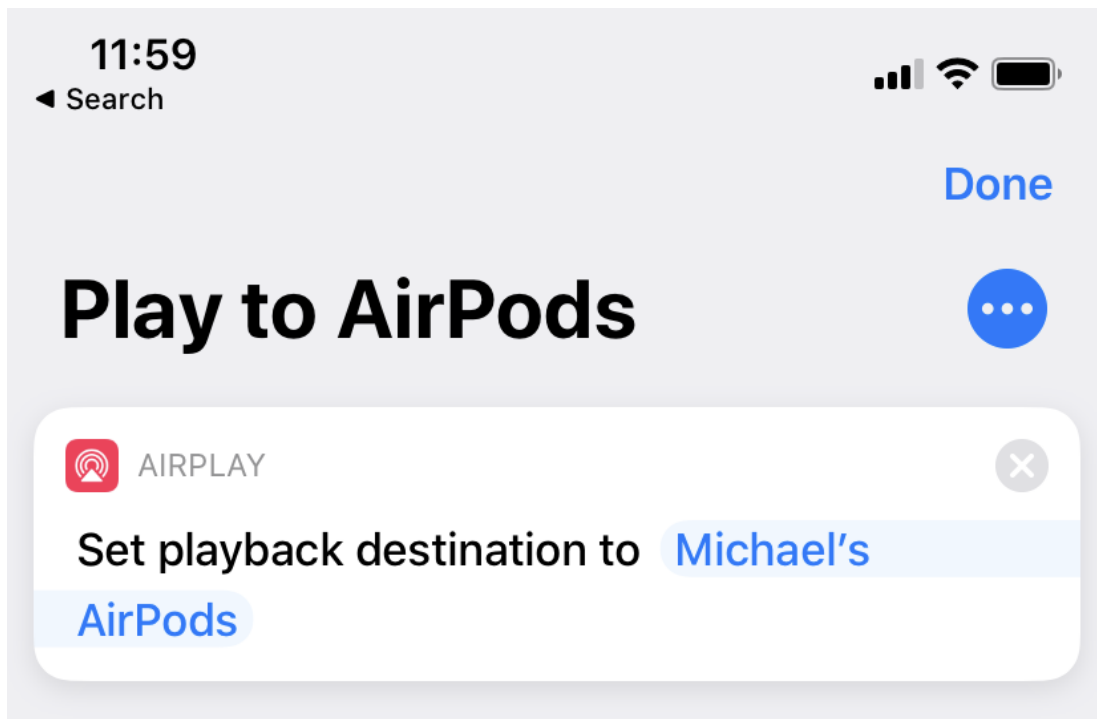 11:59
◀ Search
Done
Play to AirPods
AIRPLAY
Set playback destination to Michael’s
AirPods